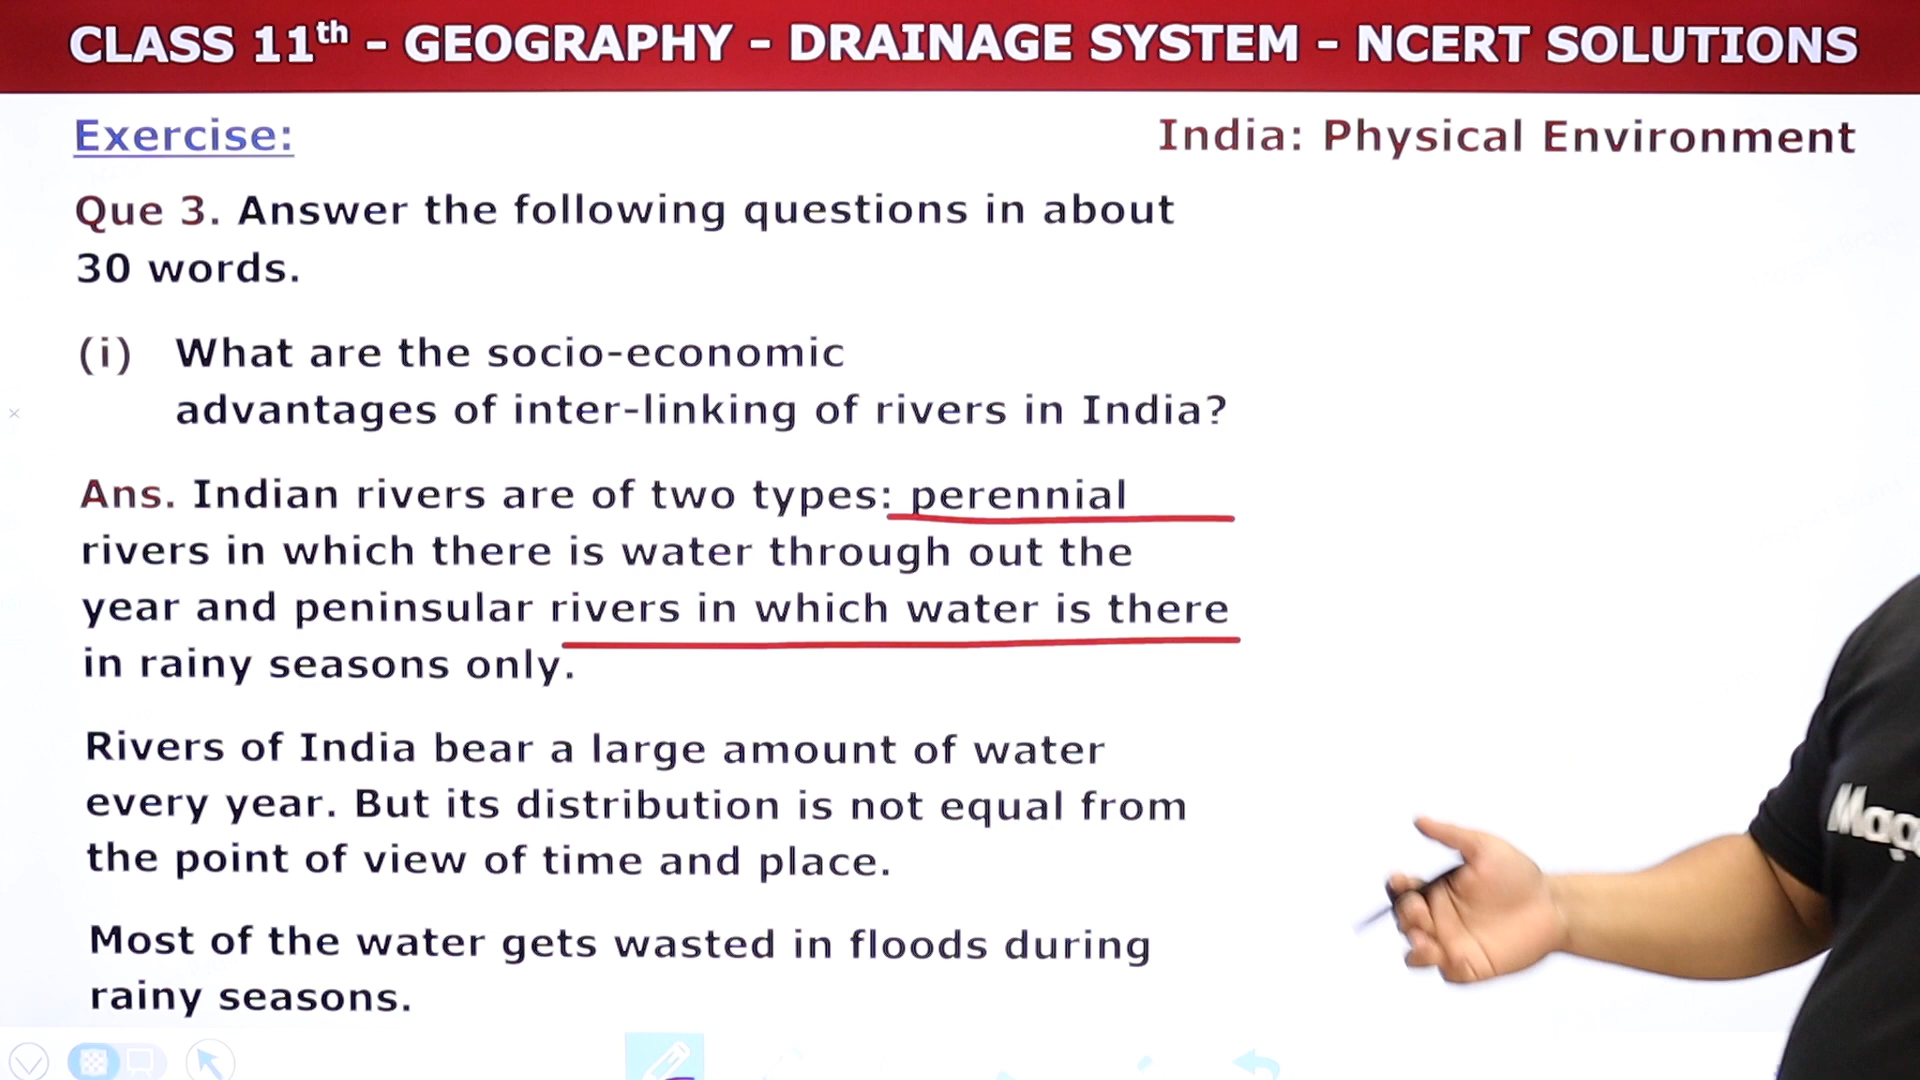 CLASS 11th - GEOGRAPHY - DRAINAGE SYSTEM - NCERT SOLUTIONS
Exercise:
India: Physical Environment
Que 3. Answer the following questions in about
30 words.
(i) What are the socio-economic
advantages of inter-linking of rivers in India?
Ans. Indian rivers are of two types: perennial
rivers in which there is water through out the
year and peninsular rivers in which water is there
in rainy seasons only.
Rivers of India bear a large amount of water
every year. But its distribution is not equal from
the point of view of time and place.
Most of the water gets wasted in floods during
rainy seasons.